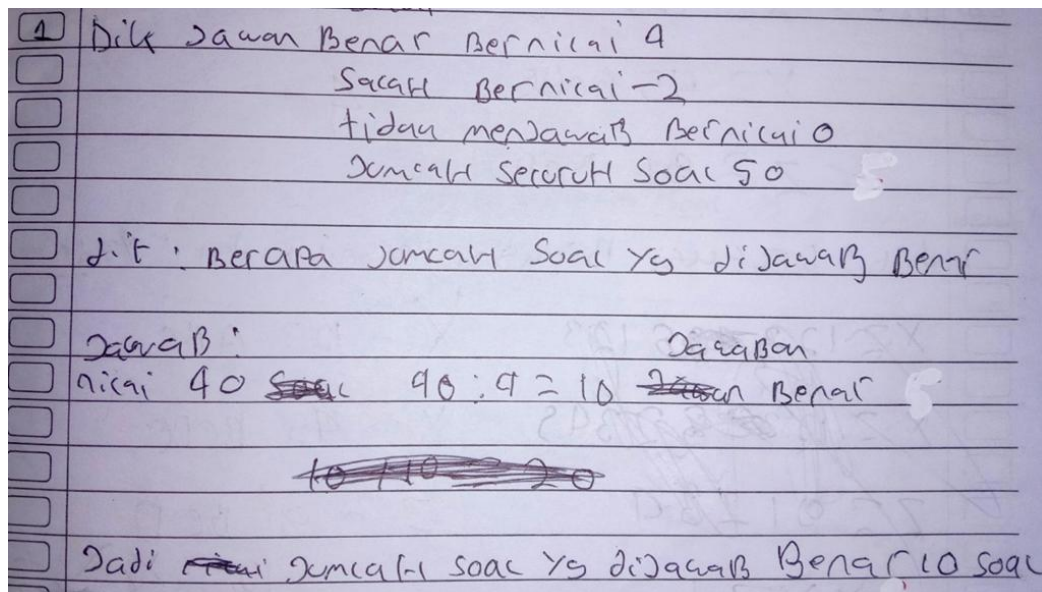 1 Dik Jawan Benar Bernilai 4
Salah Bernilai -2
tidak menjawab Bernilai 0
Jumlah seluruh soal 50
dit : Berapa Jumlah Soal yg diJawab Benar
Jawab : Jawaban
nilai 40 40 : 4 = 10 Benar
10 + 10 = 20
Jadi Jumlah soal yg diJawab Benar 10 soal